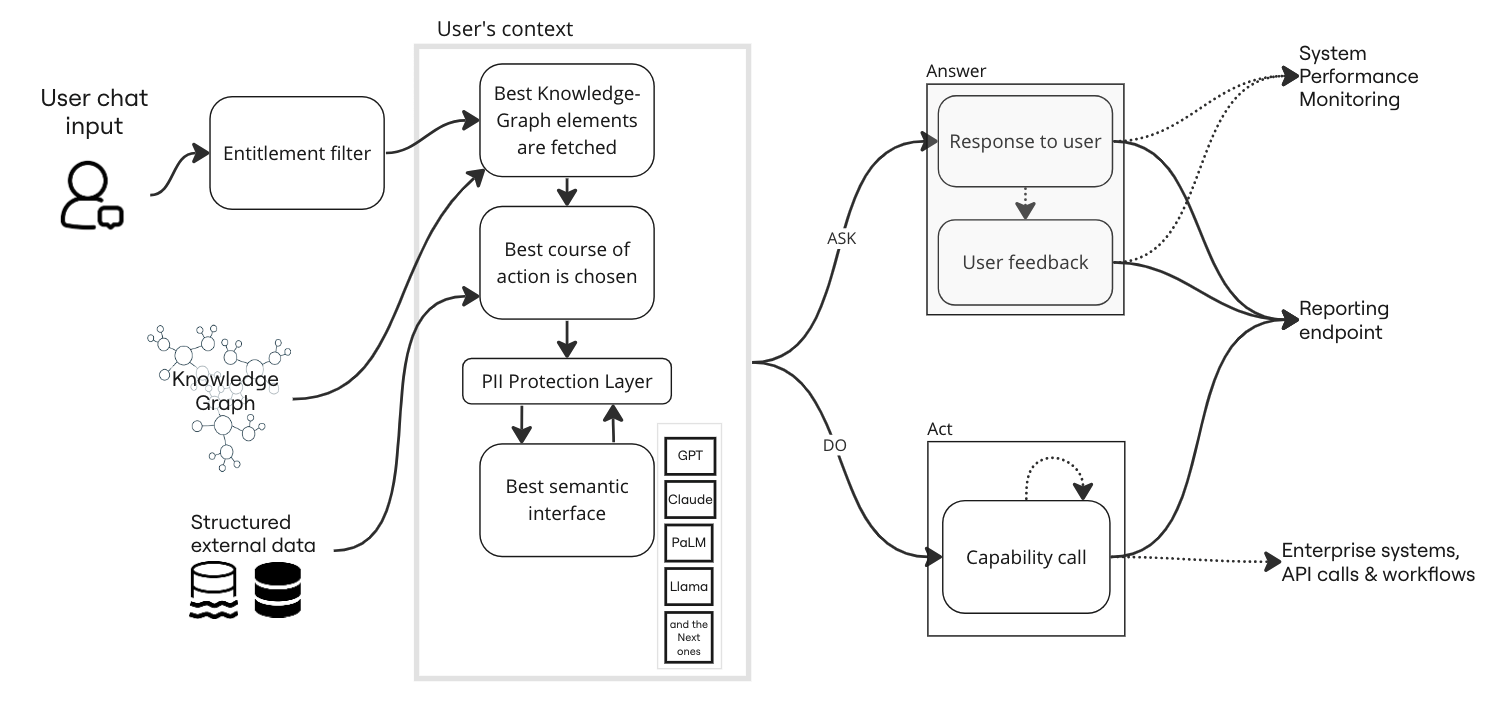 User's context
User chat
input
Entitlement filter
Best Knowledge-
Graph elements
are fetched
Best course of
action is chosen
PII Protection Layer
Best semantic
interface
GPT
Claude
PaLM
Llama
and the
Next
ones
Knowledge
Graph
Structured
external data
ASK
DO
Answer
Response to user
User feedback
Act
Capability call
System
Performance
Monitoring
Reporting
endpoint
Enterprise systems,
API calls & workflows